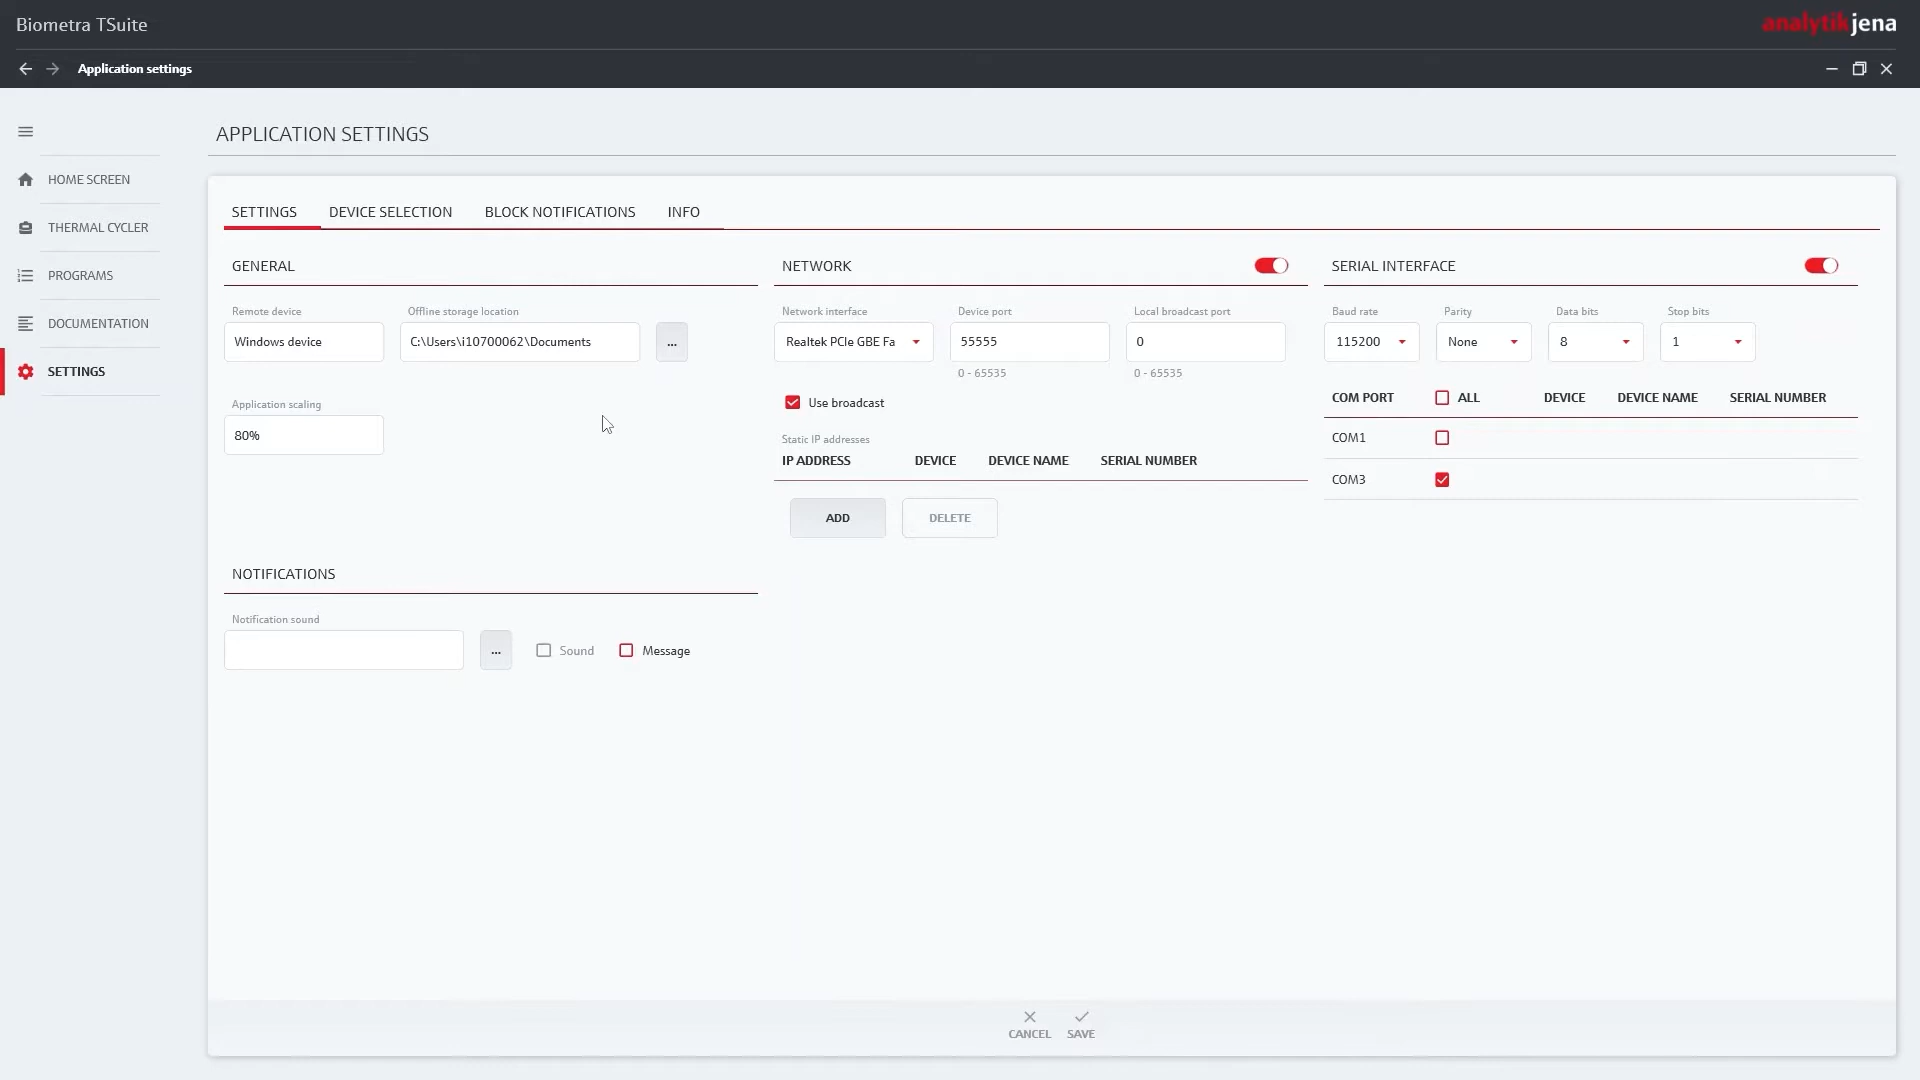 Biometra TSuite
analytikjena
Application settings
APPLICATION SETTINGS
HOME SCREEN
THERMAL CYCLER
PROGRAMS
DOCUMENTATION
SETTINGS
SETTINGS DEVICE SELECTION BLOCK NOTIFICATIONS INFO
GENERAL
Remote device Offline storage location
Windows device C:\Users\i10700062\Documents ...
Application scaling
80%
NOTIFICATIONS
Notification sound
... Sound Message
NETWORK
Network interface Device port Local broadcast port
Realtek PCIe GBE Fa 55555 0
0 - 65535 0 - 65535
Use broadcast
Static IP addresses
IP ADDRESS DEVICE DEVICE NAME SERIAL NUMBER
ADD DELETE
SERIAL INTERFACE
Baud rate Parity Data bits Stop bits
115200 None 8 1
COM PORT ALL DEVICE DEVICE NAME SERIAL NUMBER
COM1
COM3
CANCEL SAVE